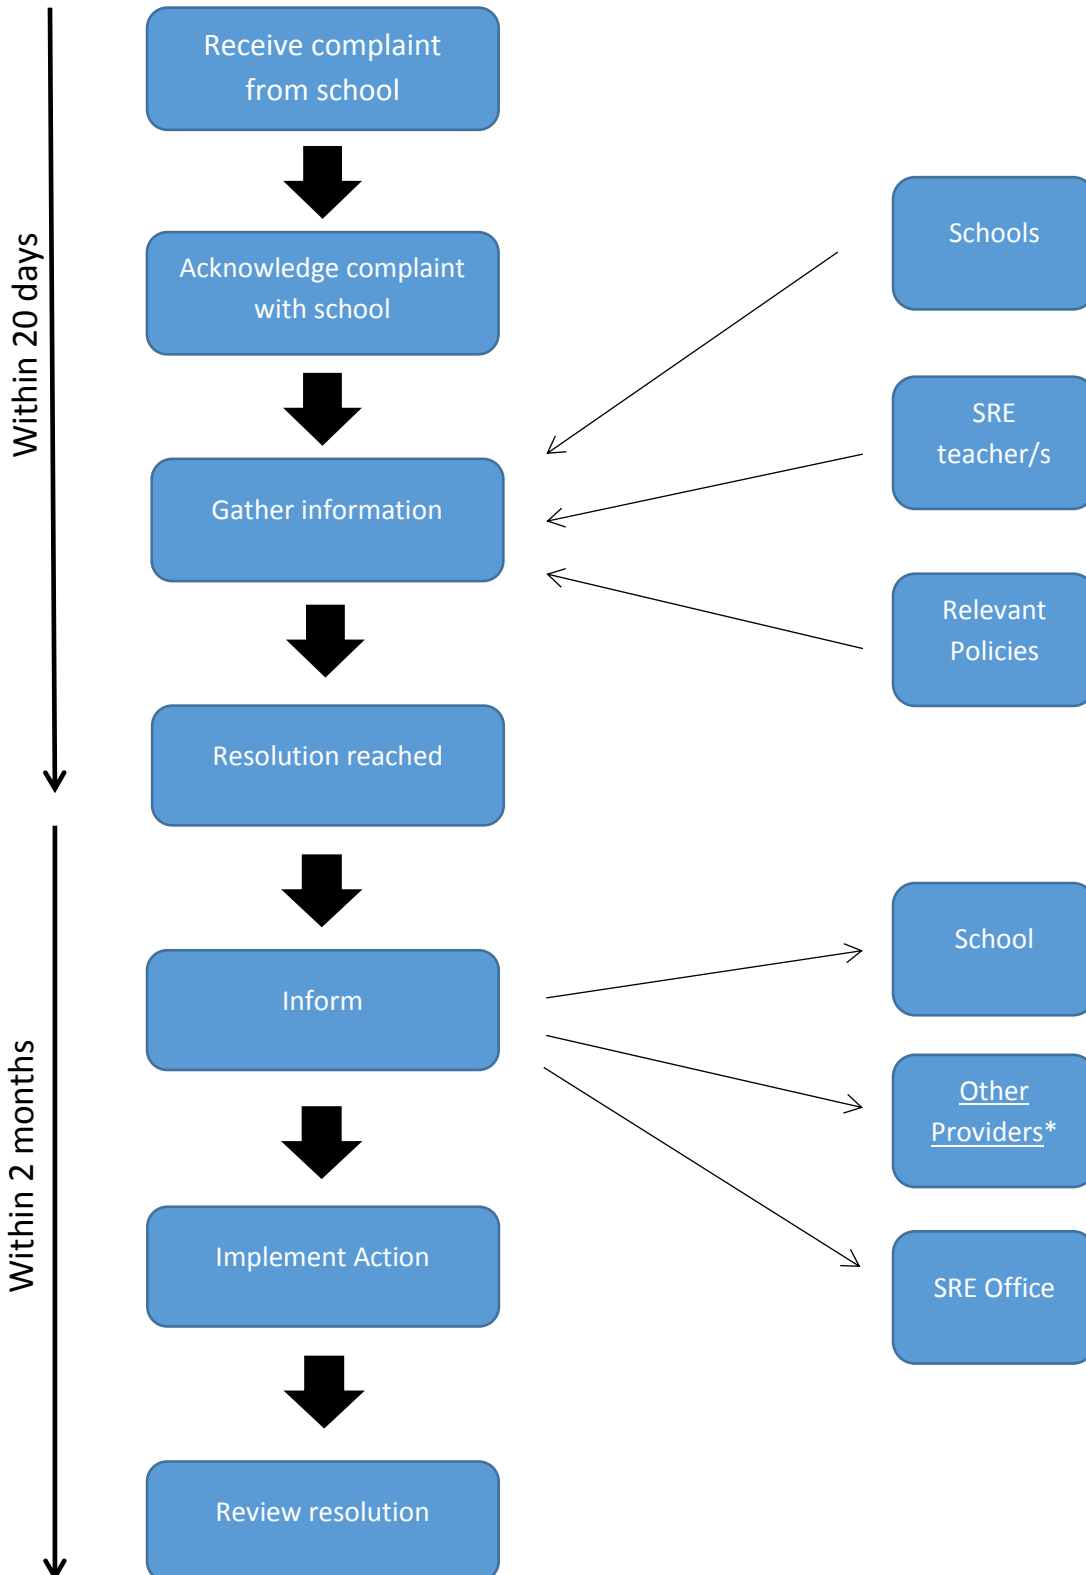 Receive complaint
from school
Within 20 days
Acknowledge complaint
with school
Schools
Gather information
SRE
teacher/s
Relevant
Policies
Resolution reached
Within 2 months
Inform
School
Other
Providers*
SRE Office
Implement Action
Review resolution